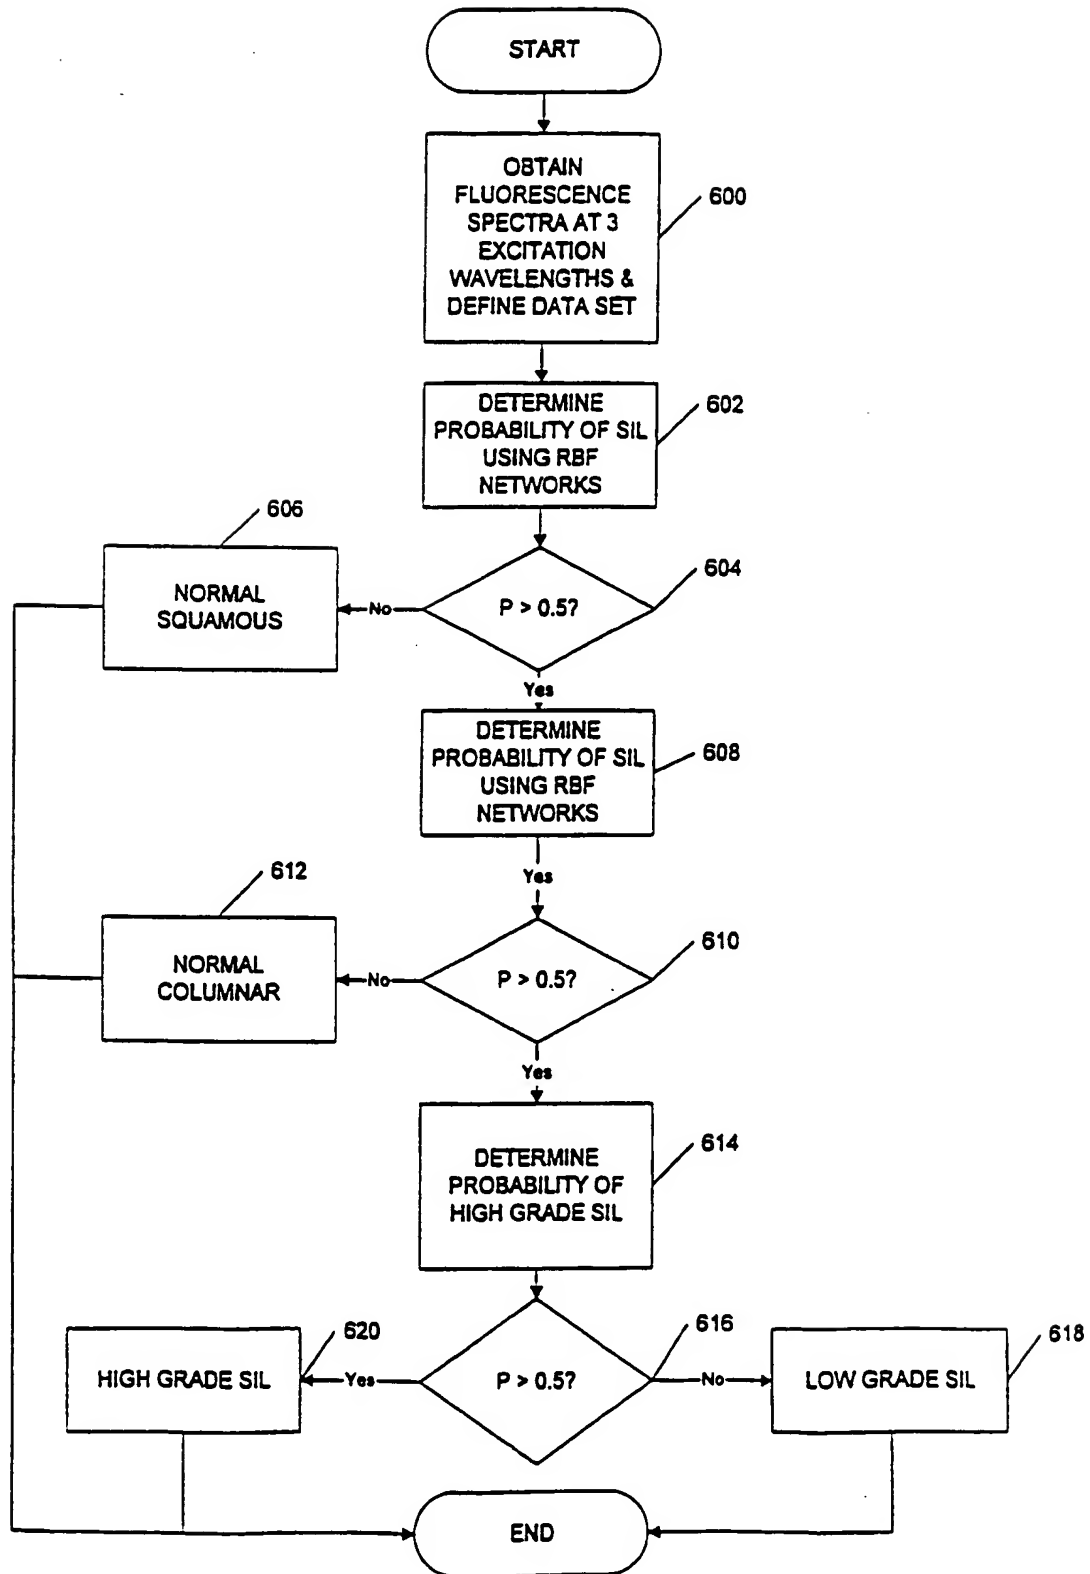 START
OBTAIN
FLUORESCENCE
SPECTRA AT 3
EXCITATION
WAVELENGTHS &
DEFINE DATA SET
600
DETERMINE
PROBABILITY OF SIL
USING RBF
NETWORKS
602
P > 0.5?
604
No
606
NORMAL
SQUAMOUS
Yes
DETERMINE
PROBABILITY OF SIL
USING RBF
NETWORKS
608
Yes
P > 0.5?
610
No
612
NORMAL
COLUMNAR
Yes
DETERMINE
PROBABILITY OF
HIGH GRADE SIL
614
P > 0.5?
616
Yes
620
HIGH GRADE SIL
No
618
LOW GRADE SIL
END